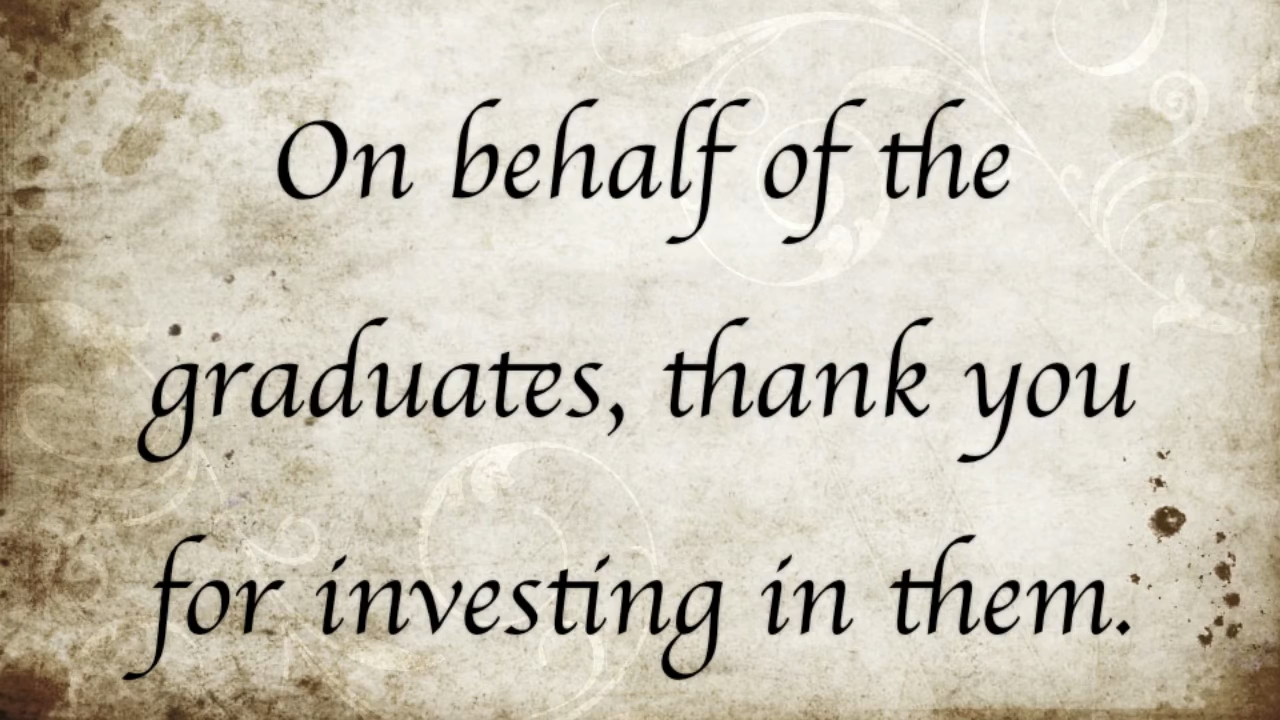 On behalf of the
graduates, thank you
for investing in them.